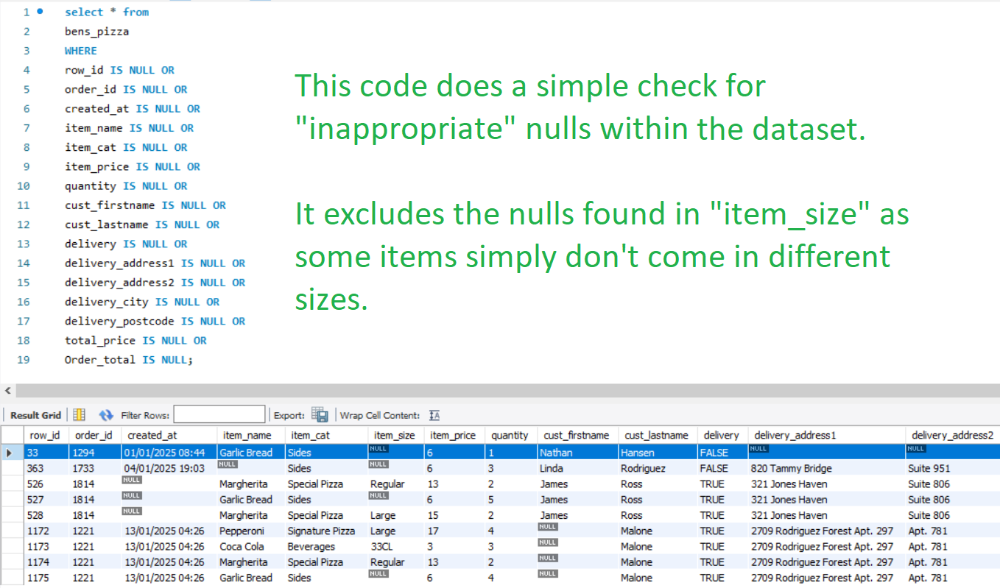 1 select * from
2 bens_pizza
3 WHERE
4 row_id IS NULL OR
5 order_id IS NULL OR
6 created_at IS NULL OR
7 item_name IS NULL OR
8 item_cat IS NULL OR
9 item_price IS NULL OR
10 quantity IS NULL OR
11 cust_firstname IS NULL OR
12 cust_lastname IS NULL OR
13 delivery IS NULL OR
14 delivery_address1 IS NULL OR
15 delivery_address2 IS NULL OR
16 delivery_city IS NULL OR
17 delivery_postcode IS NULL OR
18 total_price IS NULL OR
19 Order_total IS NULL;
This code does a simple check for
"inappropriate" nulls within the dataset.
It excludes the nulls found in "item_size" as
some items simply don't come in different
sizes.
Result Grid Filter Rows: Export: Wrap Cell Content: IA
row_id order_id created_at item_name item_cat item_size item_price quantity cust_firstname cust_lastname delivery delivery_address1 delivery_address2
33 1294 01/01/2025 08:44 Garlic Bread Sides NULL 6 1 Nathan Hansen FALSE NULL NULL
363 1733 04/01/2025 19:03 NULL Sides NULL 6 3 Linda Rodriguez FALSE 820 Tammy Bridge Suite 951
526 1814 NULL Margherita Special Pizza Regular 13 2 James Ross TRUE 321 Jones Haven Suite 806
527 1814 NULL Garlic Bread Sides NULL 6 5 James Ross TRUE 321 Jones Haven Suite 806
528 1814 NULL Margherita Special Pizza Large 15 2 James Ross TRUE 321 Jones Haven Suite 806
1172 1221 13/01/2025 04:26 Pepperoni Signature Pizza Large 17 4 NULL Malone TRUE 2709 Rodriguez Forest Apt. 297 Apt. 781
1173 1221 13/01/2025 04:26 Coca Cola Beverages 33CL 3 3 NULL Malone TRUE 2709 Rodriguez Forest Apt. 297 Apt. 781
1174 1221 13/01/2025 04:26 Margherita Special Pizza Regular 13 2 NULL Malone TRUE 2709 Rodriguez Forest Apt. 297 Apt. 781
1175 1221 13/01/2025 04:26 Garlic Bread Sides NULL 6 4 NULL Malone TRUE 2709 Rodriguez Forest Apt. 297 Apt. 781